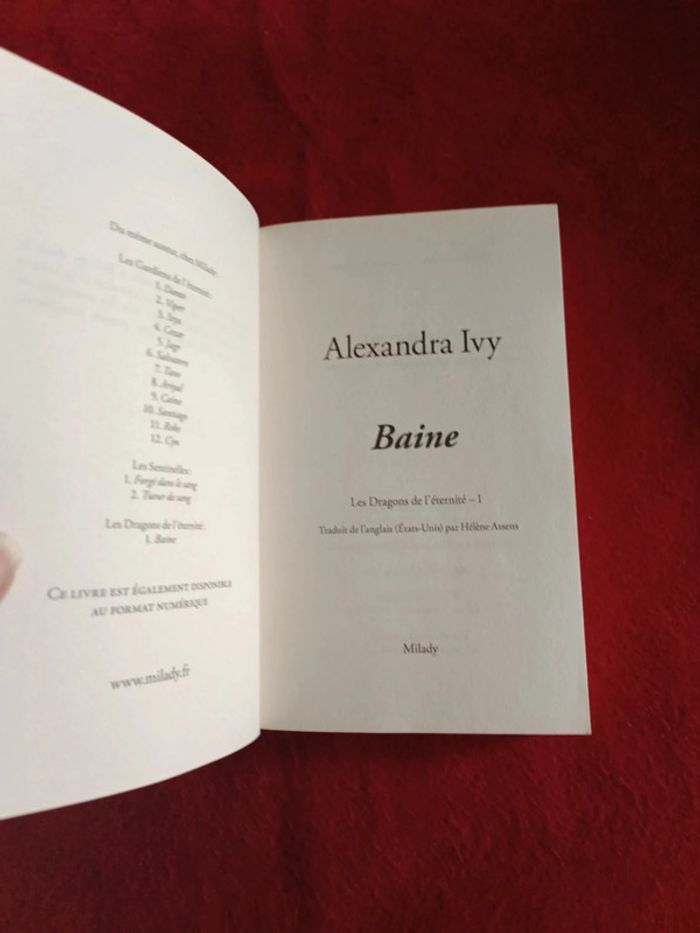 Du même auteur, chez Milady:
Les Gardiens de l'éternité:
1. Dante
2. Viper
3. Styx
4. Cezar
5. Jagr
6. Salvatore
7. Tane
8. Ariyal
9. Caine
10. Santiago
11. Roke
12. Cyn
Les Sentinelles:
1. Forgé dans le sang
2. Tueur de sang
Les Dragons de l'éternité:
1. Baine
CE LIVRE EST ÉGALEMENT DISPONIBLE
AU FORMAT NUMÉRIQUE
www.milady.fr
Alexandra Ivy
Baine
Les Dragons de l'éternité – 1
Traduit de l'anglais (États-Unis) par Hélène Assens
Milady